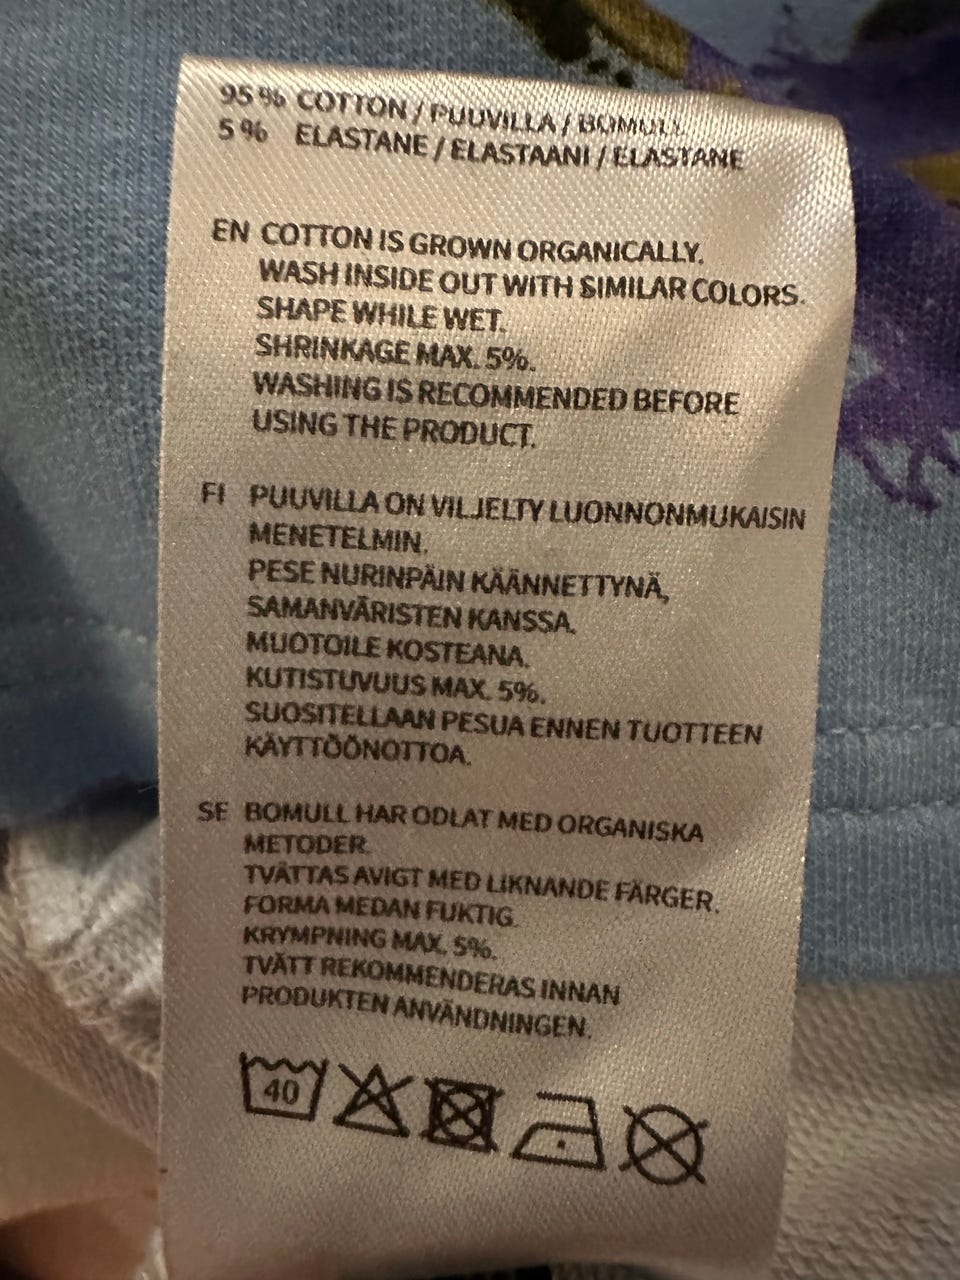 95% COTTON / PUUVILLA / BOMULL
5% ELASTANE / ELASTAANI / ELASTANE
EN COTTON IS GROWN ORGANICALLY.
WASH INSIDE OUT WITH SIMILAR COLORS.
SHAPE WHILE WET.
SHRINKAGE MAX. 5%.
WASHING IS RECOMMENDED BEFORE
USING THE PRODUCT.
FI PUUVILLA ON VILJELTY LUONNONMUKAISIN
MENETELMIN.
PESE NURINPÄIN KÄÄNNETTYNÄ,
SAMANVÄRISTEN KANSSA.
MUOTOILE KOSTEANA.
KUTISTUVUUS MAX. 5%.
SUOSITELLAAN PESUA ENNEN TUOTTEEN
KÄYTTÖÖNOTTOA.
SE BOMULL HAR ODLAT MED ORGANISKA
METODER.
TVÄTTAS AVIGT MED LIKNANDE FÄRGER.
FORMA MEDAN FUKTIG.
KRYMPNING MAX. 5%.
TVÄTT REKOMMENDERAS INNAN
PRODUKTEN ANVÄNDNINGEN.
40